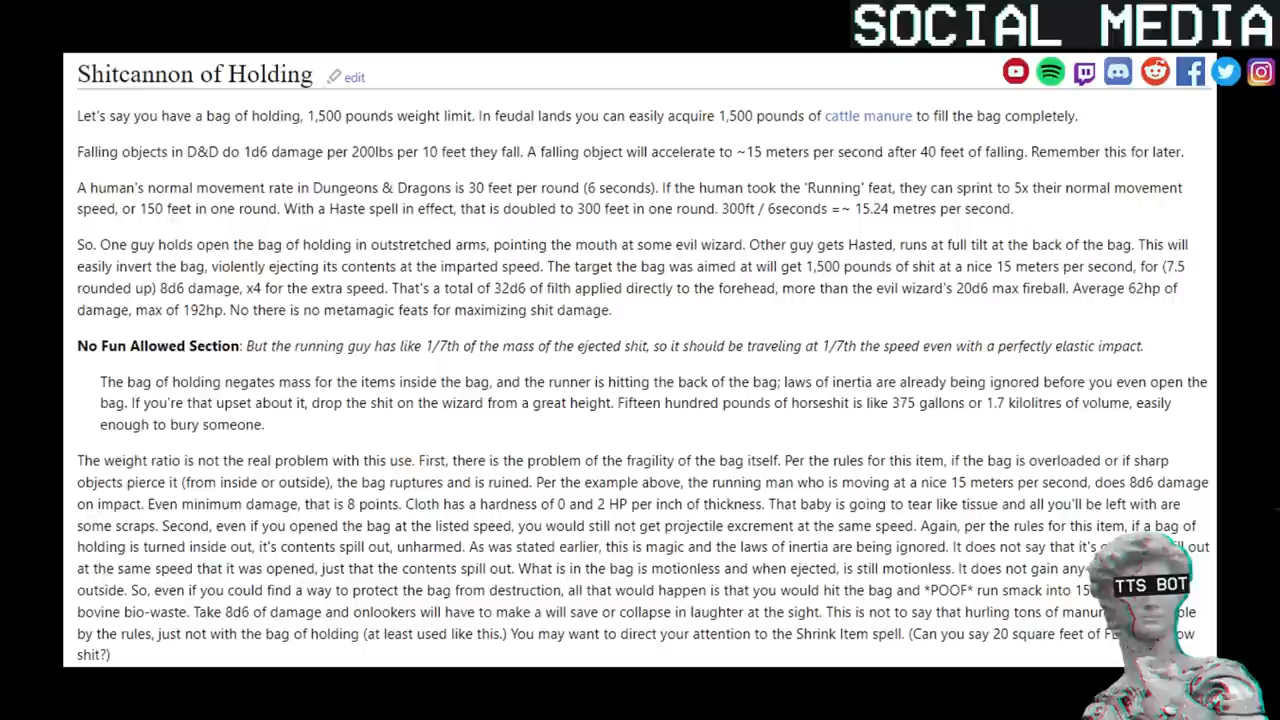 SOCIAL MEDIA
Shitcannon of Holding edit
Let's say you have a bag of holding, 1,500 pounds weight limit. In feudal lands you can easily acquire 1,500 pounds of cattle manure to fill the bag completely.
Falling objects in D&D do 1d6 damage per 200lbs per 10 feet they fall. A falling object will accelerate to ~15 meters per second after 40 feet of falling. Remember this for later.
A human's normal movement rate in Dungeons & Dragons is 30 feet per round (6 seconds). If the human took the 'Running' feat, they can sprint to 5x their normal movement
speed, or 150 feet in one round. With a Haste spell in effect, that is doubled to 300 feet in one round. 300ft / 6seconds =~ 15.24 metres per second.
So. One guy holds open the bag of holding in outstretched arms, pointing the mouth at some evil wizard. Other guy gets Hasted, runs at full tilt at the back of the bag. This will
easily invert the bag, violently ejecting its contents at the imparted speed. The target the bag was aimed at will get 1,500 pounds of shit at a nice 15 meters per second, for (7.5
rounded up) 8d6 damage, x4 for the extra speed. That's a total of 32d6 of filth applied directly to the forehead, more than the evil wizard's 20d6 max fireball. Average 62hp of
damage, max of 192hp. No there is no metamagic feats for maximizing shit damage.
No Fun Allowed Section: But the running guy has like 1/7th of the mass of the ejected shit, so it should be traveling at 1/7th the speed even with a perfectly elastic impact.
The bag of holding negates mass for the items inside the bag, and the runner is hitting the back of the bag; laws of inertia are already being ignored before you even open the
bag. If you're that upset about it, drop the shit on the wizard from a great height. Fifteen hundred pounds of horseshit is like 375 gallons or 1.7 kilolitres of volume, easily
enough to bury someone.
The weight ratio is not the real problem with this use. First, there is the problem of the fragility of the bag itself. Per the rules for this item, if the bag is overloaded or if sharp
objects pierce it (from inside or outside), the bag ruptures and is ruined. Per the example above, the running man who is moving at a nice 15 meters per second, does 8d6 damage
on impact. Even minimum damage, that is 8 points. Cloth has a hardness of 0 and 2 HP per inch of thickness. That baby is going to tear like tissue and all you'll be left with are
some scraps. Second, even if you opened the bag at the listed speed, you would still not get projectile excrement at the same speed. Again, per the rules for this item, if a bag of
holding is turned inside out, it's contents spill out, unharmed. As was stated earlier, this is magic and the laws of inertia are being ignored. It does not say that it's out
at the same speed that it was opened, just that the contents spill out. What is in the bag is motionless and when ejected, is still motionless. It does not gain any
outside. So, even if you could find a way to protect the bag from destruction, all that would happen is that you would hit the bag and *POOF* run smack into 15
bovine bio-waste. Take 8d6 of damage and onlookers will have to make a will save or collapse in laughter at the sight. This is not to say that hurling tons of
by the rules, just not with the bag of holding (at least used like this.) You may want to direct your attention to the Shrink Item spell. (Can you say 20 square feet of
shit?)
TTS BOT